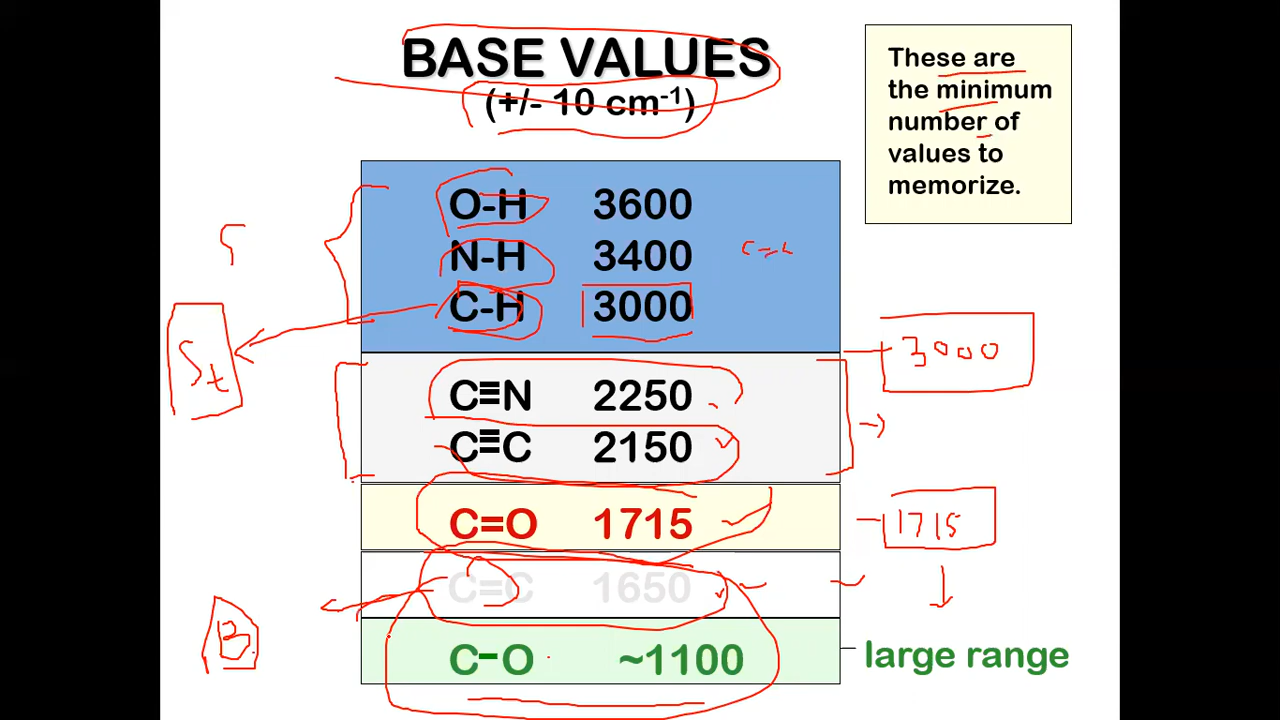 BASE VALUES
(+/- 10 cm-1)
These are
the minimum
number of
values to
memorize.
O-H 3600
N-H 3400
C-H 3000
3000
St
C≡N 2250
C≡C 2150
C=O 1715
1715
C=C 1650
B
C-O ~1100
large range